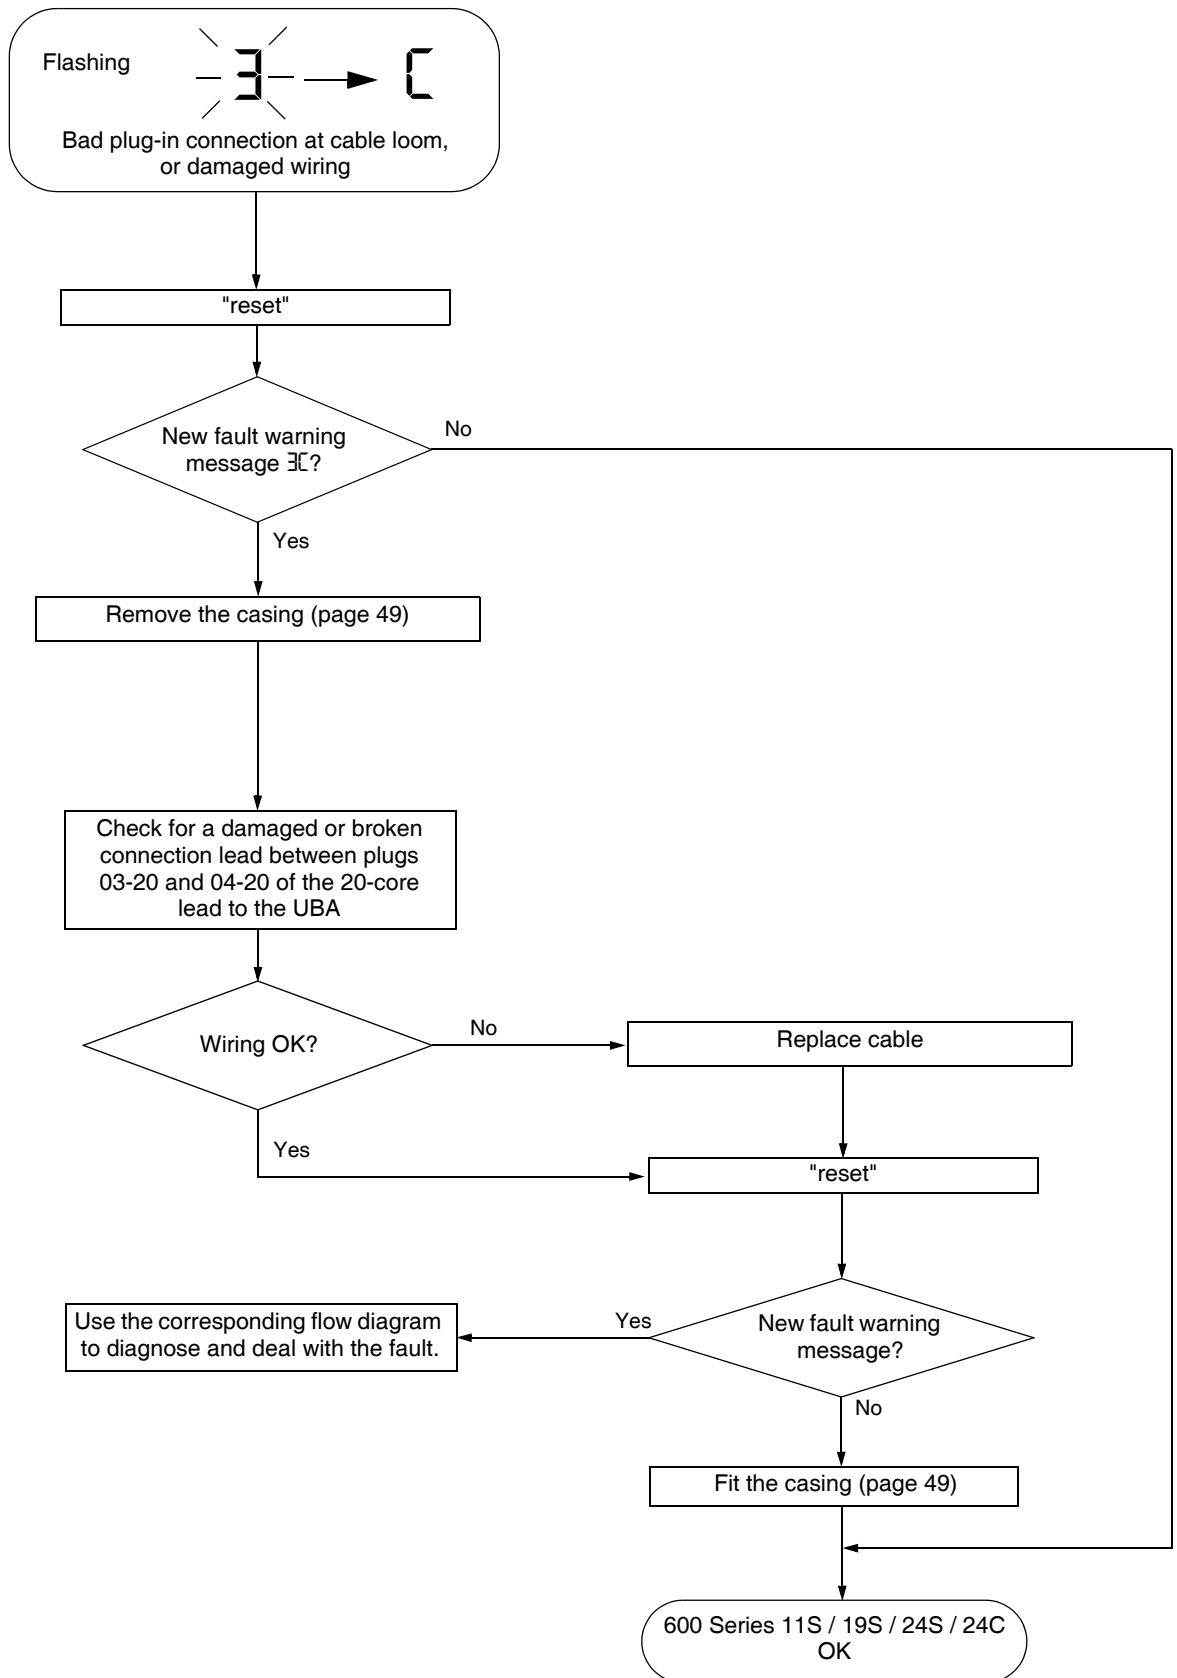 Flashing
3
C
Bad plug-in connection at cable loom,
or damaged wiring
"reset"
New fault warning
message 3C?
No
Yes
Remove the casing (page 49)
Check for a damaged or broken
connection lead between plugs
03-20 and 04-20 of the 20-core
lead to the UBA
Wiring OK?
No
Replace cable
Yes
"reset"
New fault warning
message?
Yes
Use the corresponding flow diagram
to diagnose and deal with the fault.
No
Fit the casing (page 49)
600 Series 11S / 19S / 24S / 24C
OK